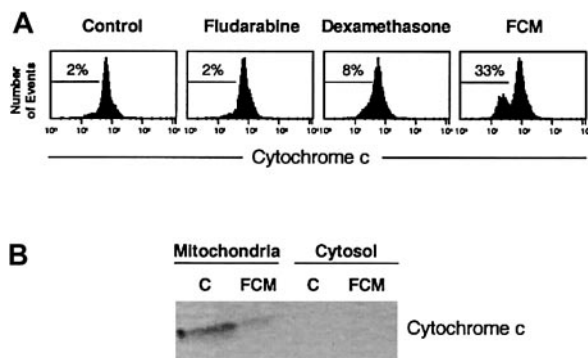 A
Control
Fludarabine
Dexamethasone
FCM
Number
of Events
2%
2%
8%
33%
Cytochrome c
B
Mitochondria
Cytosol
C
FCM
C
FCM
Cytochrome c